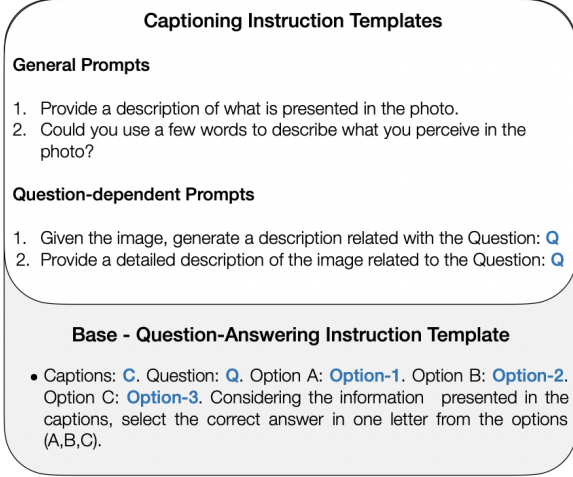 Captioning Instruction Templates
General Prompts
1. Provide a description of what is presented in the photo.
2. Could you use a few words to describe what you perceive in the
photo?
Question-dependent Prompts
1. Given the image, generate a description related with the Question: Q
2. Provide a detailed description of the image related to the Question: Q
Base - Question-Answering Instruction Template
• Captions: C. Question: Q. Option A: Option-1. Option B: Option-2.
Option C: Option-3. Considering the information presented in the
captions, select the correct answer in one letter from the options
(A,B,C).